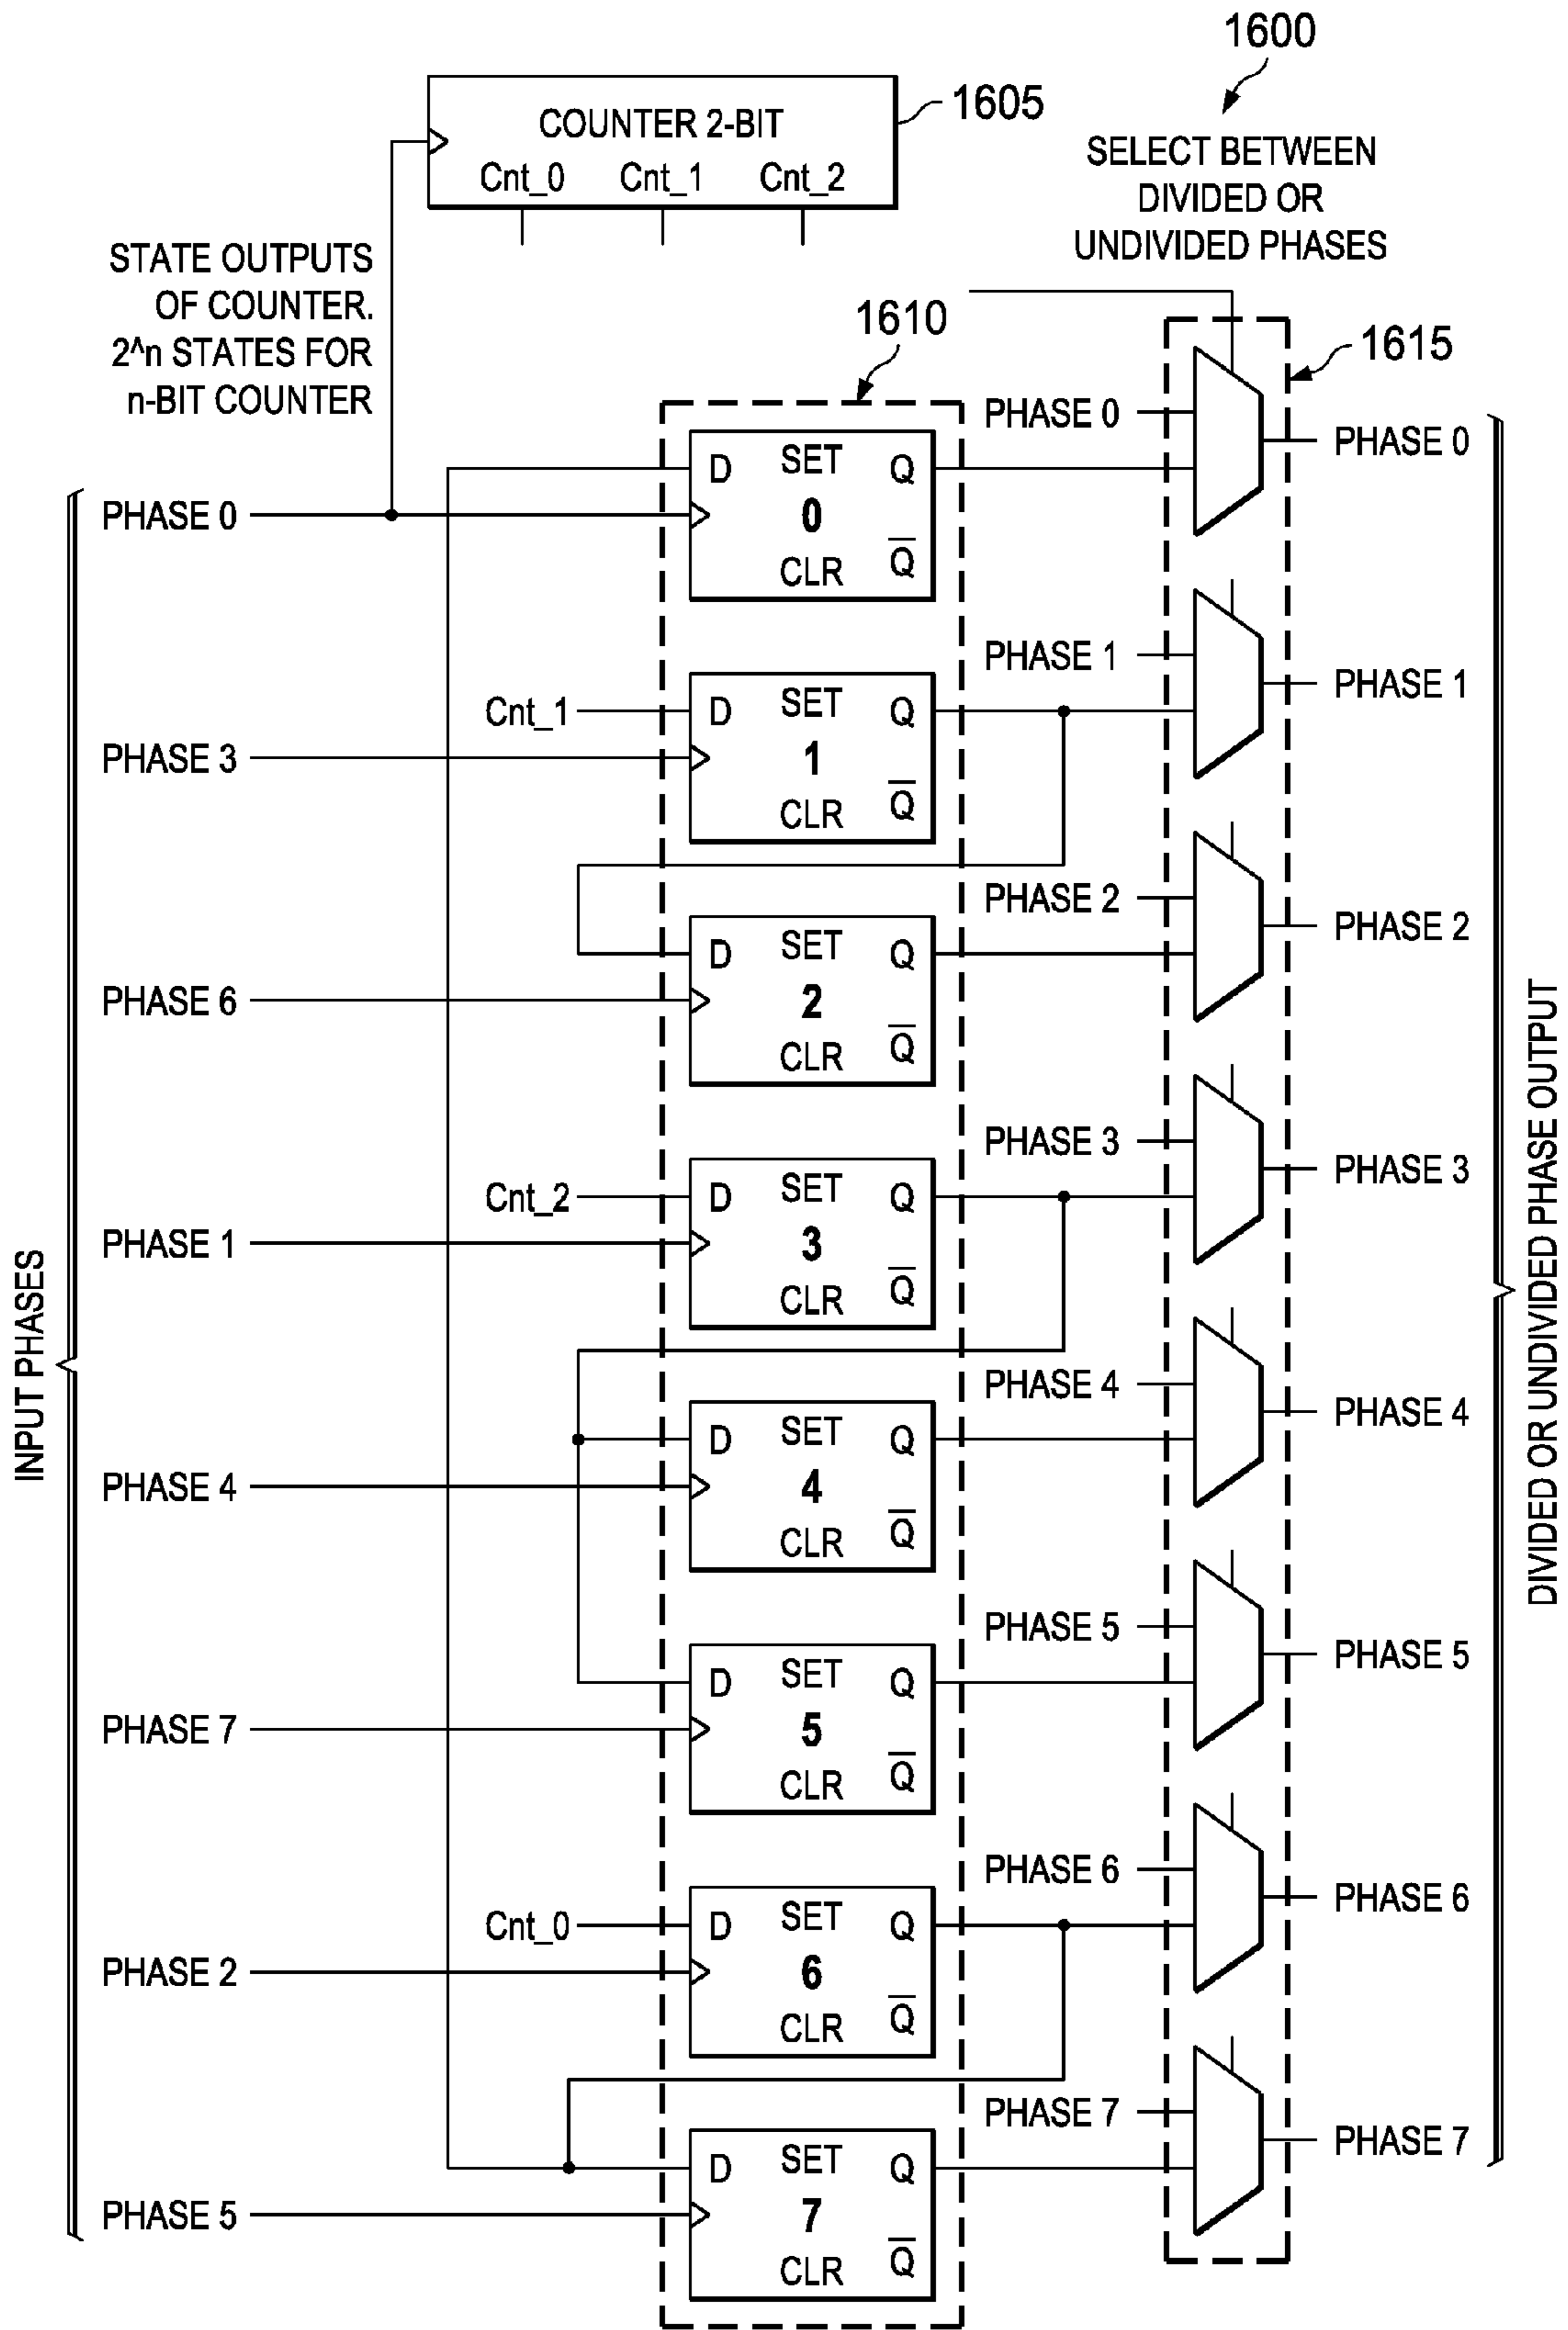 1600
COUNTER 2-BIT
Cnt_0 Cnt_1 Cnt_2
1605
SELECT BETWEEN
DIVIDED OR
UNDIVIDED PHASES
STATE OUTPUTS
OF COUNTER.
2^n STATES FOR
n-BIT COUNTER
1610
1615
INPUT PHASES
PHASE 0
D SET Q
0
CLR Q̅
PHASE 0
PHASE 0
PHASE 3
Cnt_1
D SET Q
1
CLR Q̅
PHASE 1
PHASE 1
PHASE 6
D SET Q
2
CLR Q̅
PHASE 2
PHASE 2
PHASE 1
Cnt_2
D SET Q
3
CLR Q̅
PHASE 3
PHASE 3
PHASE 4
D SET Q
4
CLR Q̅
PHASE 4
PHASE 4
PHASE 7
D SET Q
5
CLR Q̅
PHASE 5
PHASE 5
PHASE 2
Cnt_0
D SET Q
6
CLR Q̅
PHASE 6
PHASE 6
PHASE 5
D SET Q
7
CLR Q̅
PHASE 7
PHASE 7
DIVIDED OR UNDIVIDED PHASE OUTPUT